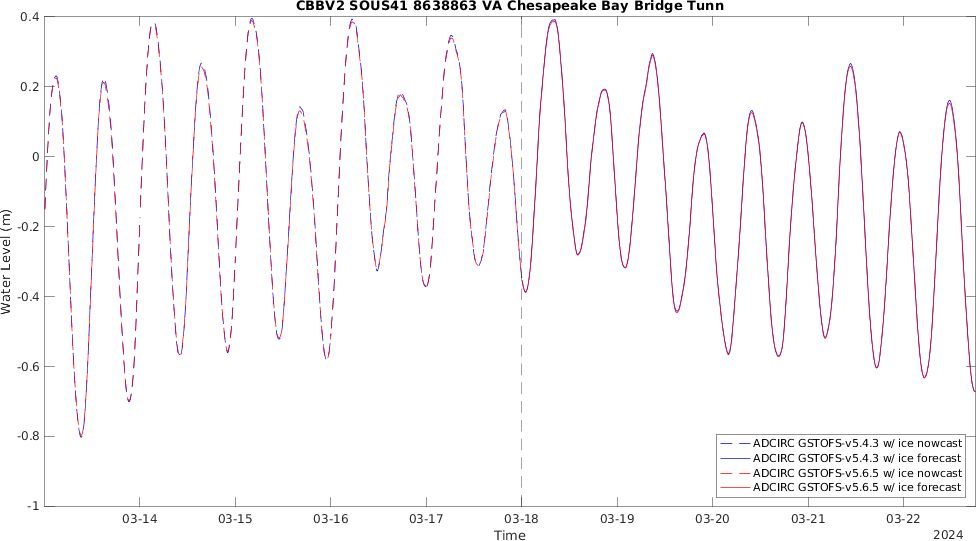 CBBV2 SOUS41 8638863 VA Chesapeake Bay Bridge Tunn
0.4
0.2
0
-0.2
-0.4
-0.6
-0.8
-1
Water Level (m)
ADCIRC GSTOFS-v5.4.3 w/ ice nowcast
ADCIRC GSTOFS-v5.4.3 w/ ice forecast
ADCIRC GSTOFS-v5.6.5 w/ ice nowcast
ADCIRC GSTOFS-v5.6.5 w/ ice forecast
03-14 03-15 03-16 03-17 03-18 03-19 03-20 03-21 03-22
Time
2024